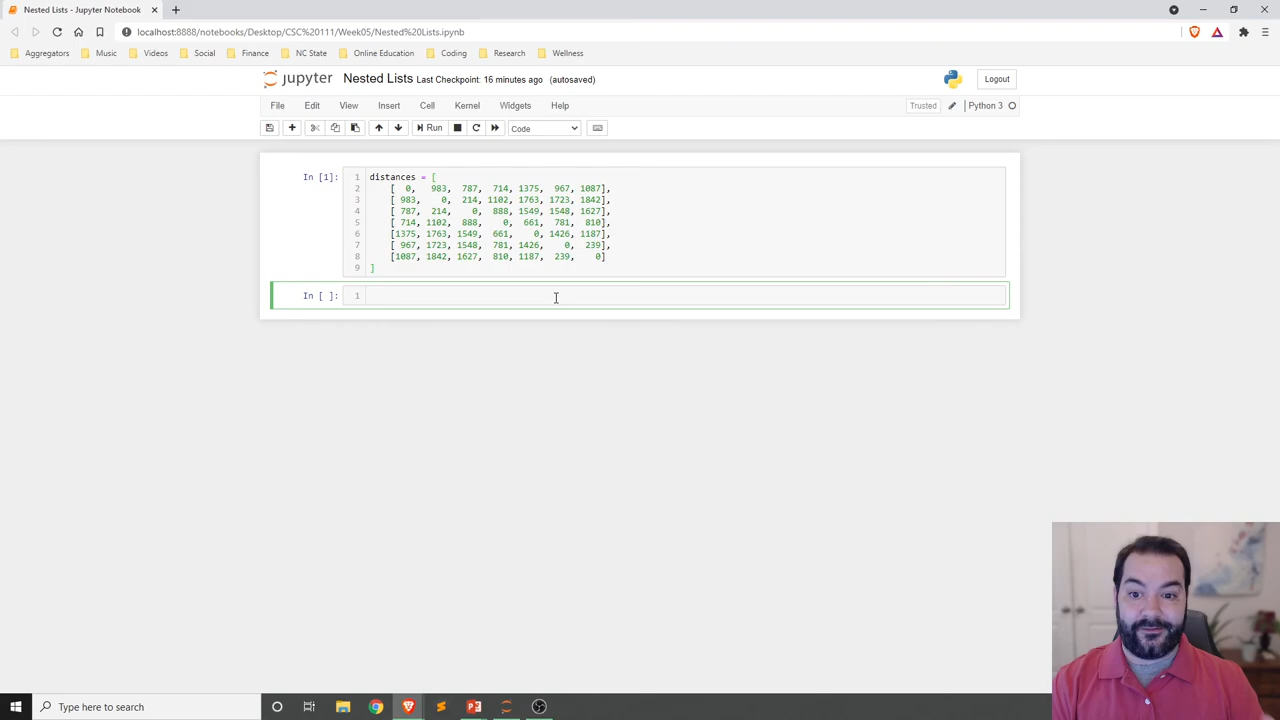 Nested Lists - Jupyter Notebook
localhost:8888/notebooks/Desktop/CSC%20111/Week05/Nested%20Lists.ipynb
Aggregators Music Videos Social Finance NC State Online Education Coding Research Wellness
jupyter Nested Lists Last Checkpoint: 16 minutes ago (autosaved) Logout
File Edit View Insert Cell Kernel Widgets Help Trusted Python 3
Run Code
In [1]: 1 distances = [
2 [ 0, 983, 787, 714, 1375, 967, 1087],
3 [ 983, 0, 214, 1102, 1763, 1723, 1842],
4 [ 787, 214, 0, 888, 1549, 1548, 1627],
5 [ 714, 1102, 888, 0, 661, 781, 810],
6 [1375, 1763, 1549, 661, 0, 1426, 1187],
7 [ 967, 1723, 1548, 781, 1426, 0, 239],
8 [1087, 1842, 1627, 810, 1187, 239, 0]
9 ]
In [ ]: 1
Type here to search